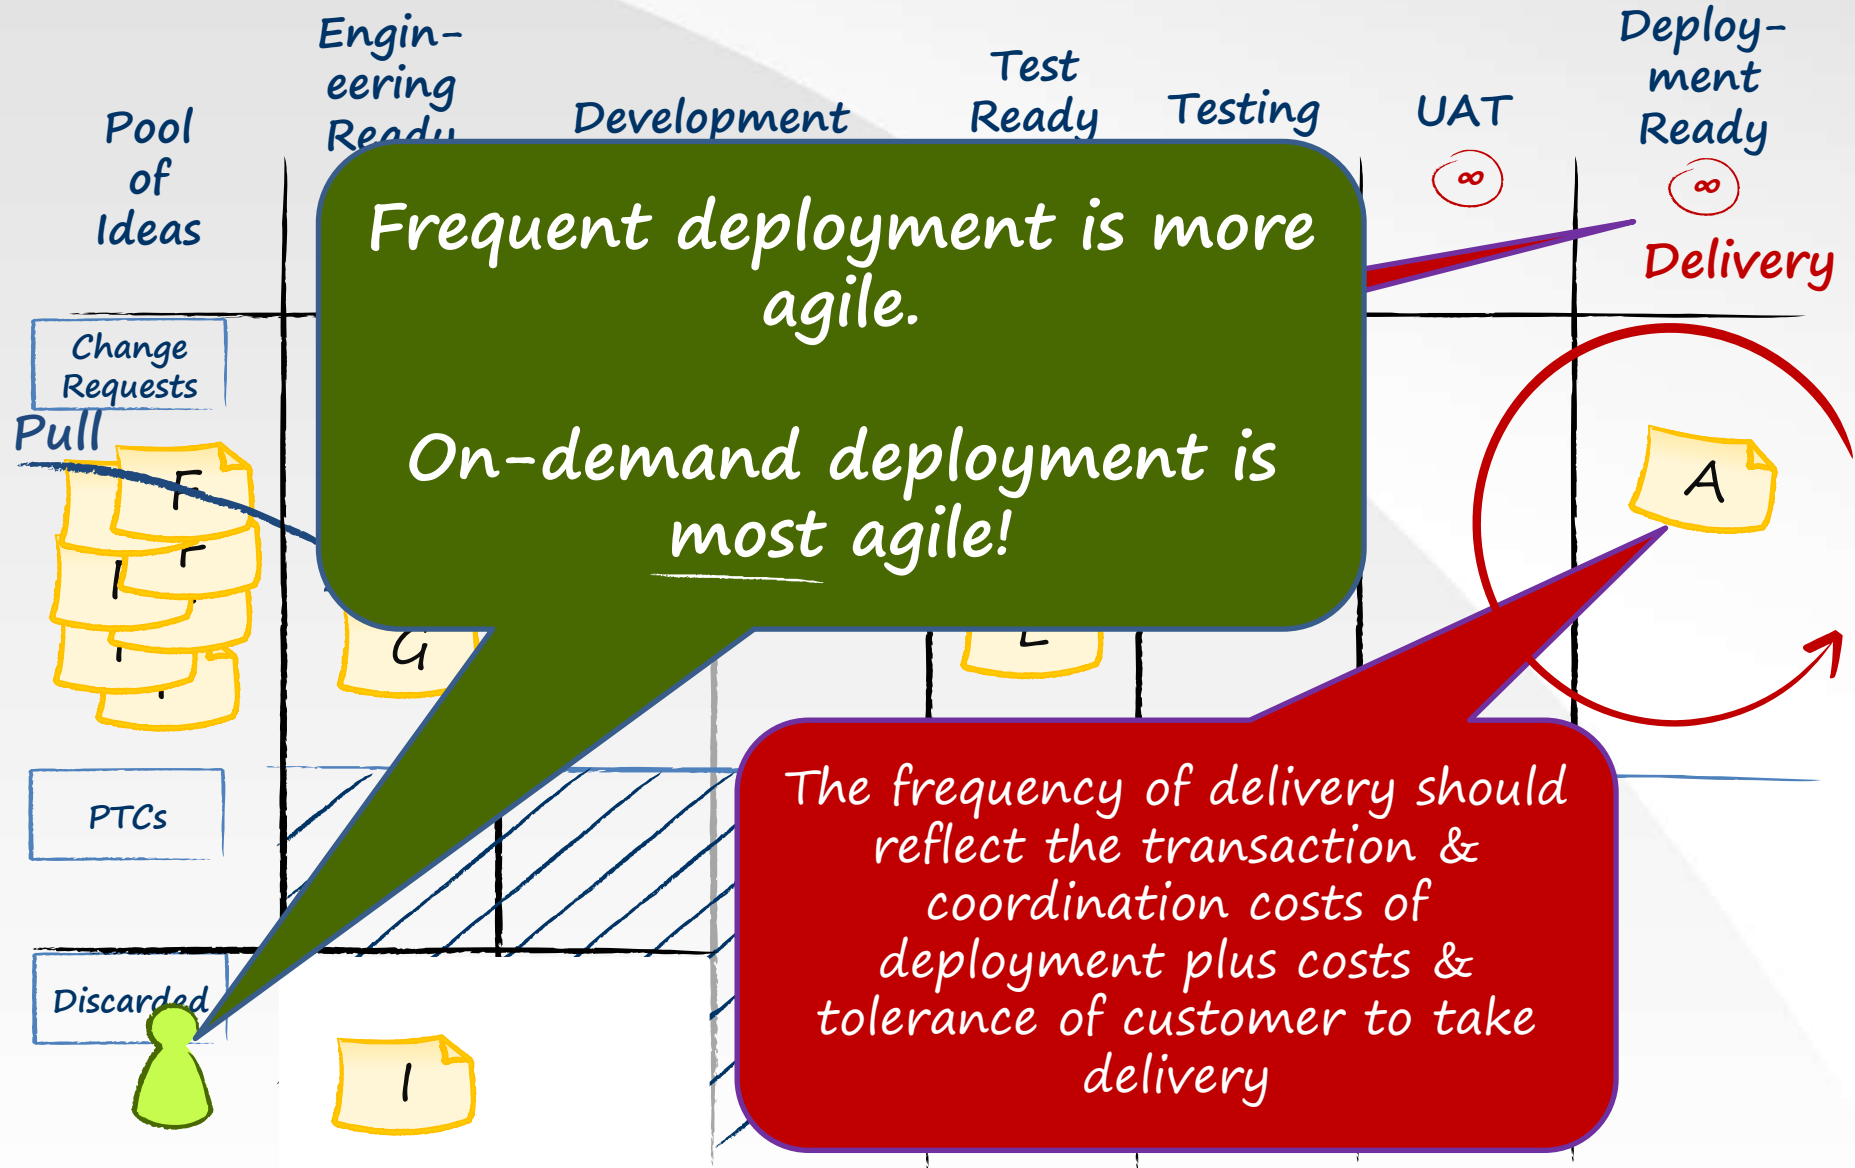 Pool
of
Ideas
Engin-
eering
Ready
Development
Test
Ready
Testing
UAT
∞
Deploy-
ment
Ready
∞
Delivery
Frequent deployment is more
agile.
On-demand deployment is
most agile!
Change
Requests
Pull
F
G
A
PTCs
The frequency of delivery should
reflect the transaction &
coordination costs of
deployment plus costs &
tolerance of customer to take
delivery
Discarded
I